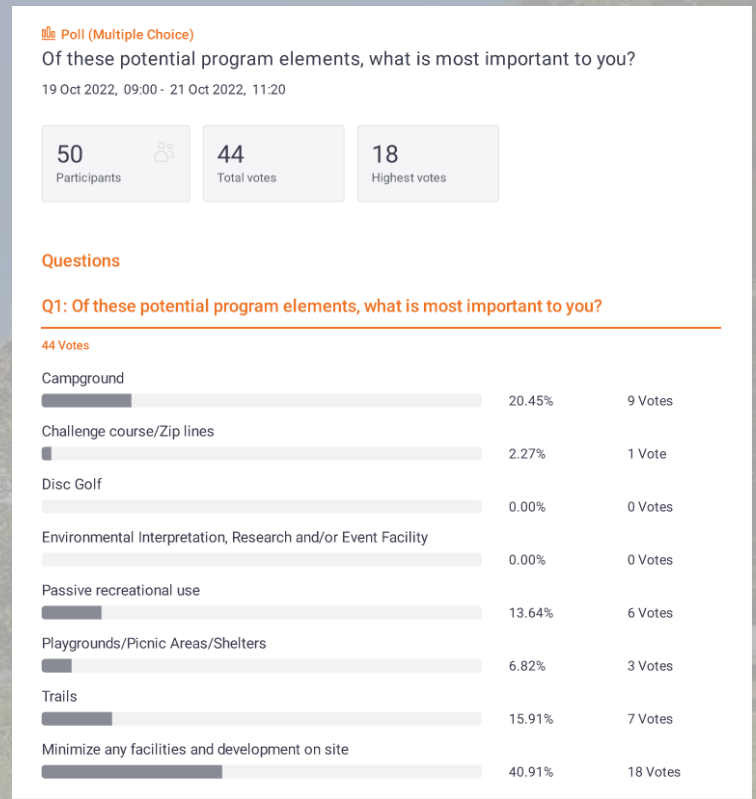 Poll (Multiple Choice)
Of these potential program elements, what is most important to you?
19 Oct 2022, 09:00 - 21 Oct 2022, 11:20
50 44 18
Participants Total votes Highest votes
Questions
Q1: Of these potential program elements, what is most important to you?
44 Votes
Campground
20.45% 9 Votes
Challenge course/Zip lines
2.27% 1 Vote
Disc Golf
0.00% 0 Votes
Environmental Interpretation, Research and/or Event Facility
0.00% 0 Votes
Passive recreational use
13.64% 6 Votes
Playgrounds/Picnic Areas/Shelters
6.82% 3 Votes
Trails
15.91% 7 Votes
Minimize any facilities and development on site
40.91% 18 Votes